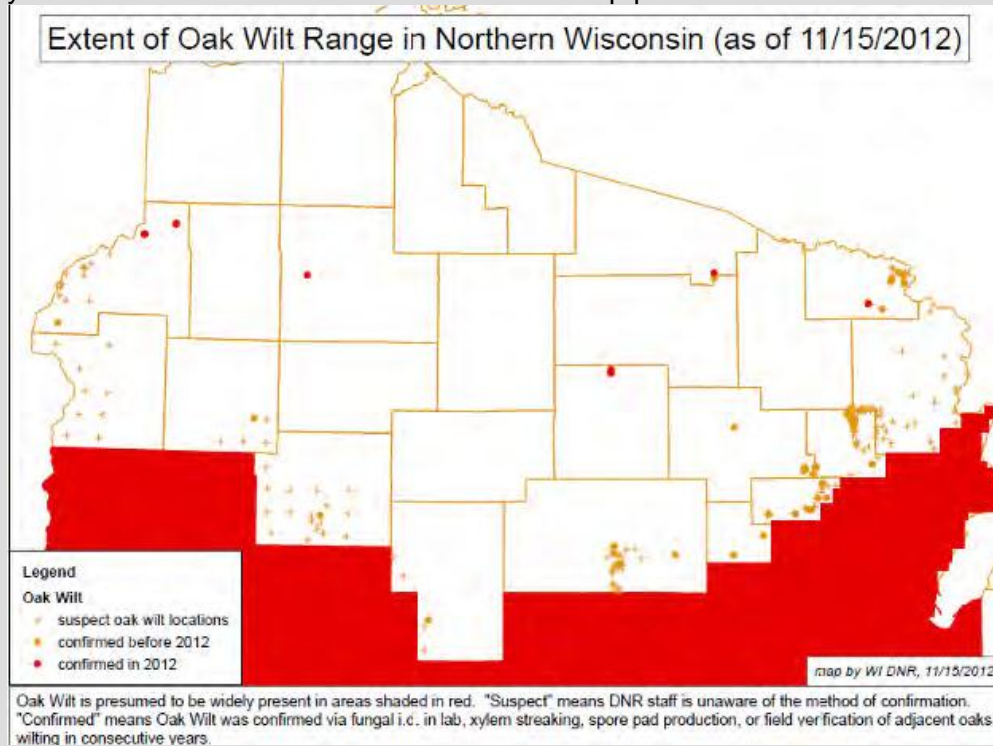 Extent of Oak Wilt Range in Northern Wisconsin (as of 11/15/2012)
Legend
Oak Wilt
suspect oak wilt locations
confirmed before 2012
confirmed in 2012
map by WI DNR, 11/15/2012
Oak Wilt is presumed to be widely present in areas shaded in red. "Suspect" means DNR staff is unaware of the method of confirmation.
"Confirmed" means Oak Wilt was confirmed via fungal i.d. in lab, xylem streaking, spore pad production, or field verification of adjacent oaks
wilting in consecutive years.